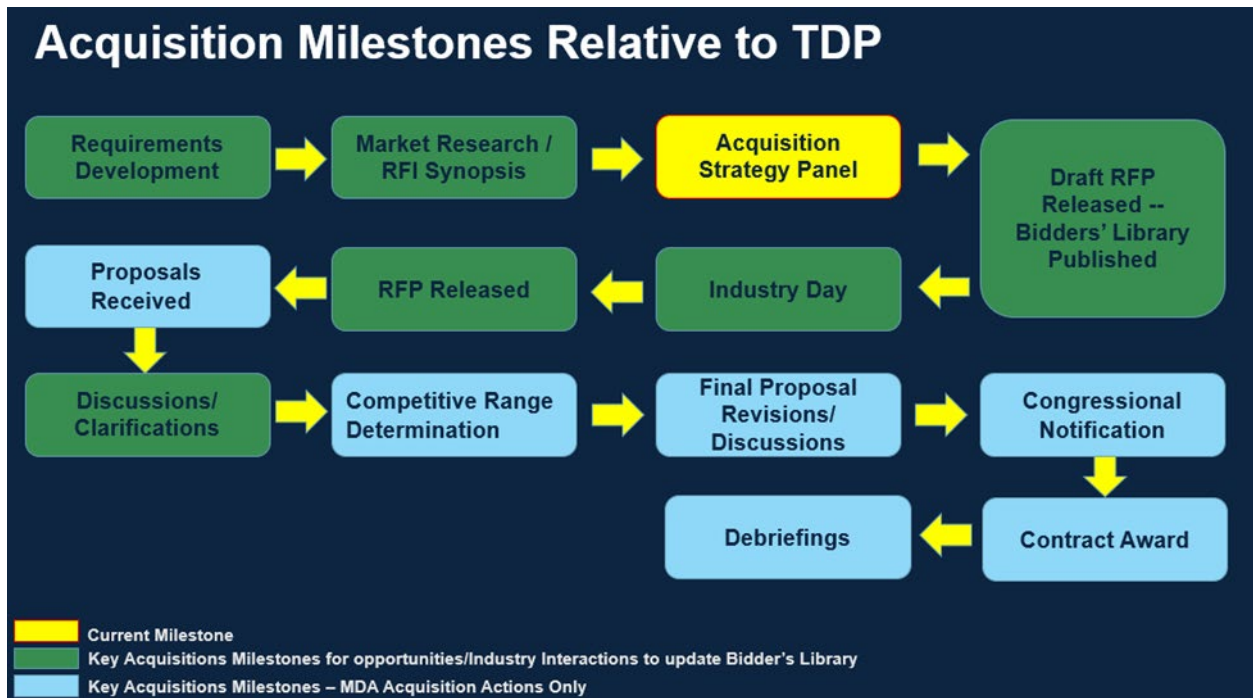 Acquisition Milestones Relative to TDP
Requirements
Development
Market Research /
RFI Synopsis
Acquisition
Strategy Panel
Draft RFP
Released --
Bidders’ Library
Published
Industry Day
RFP Released
Proposals
Received
Discussions/
Clarifications
Competitive Range
Determination
Final Proposal
Revisions/
Discussions
Congressional
Notification
Contract Award
Debriefings
Current Milestone
Key Acquisitions Milestones for opportunities/Industry Interactions to update Bidder's Library
Key Acquisitions Milestones – MDA Acquisition Actions Only